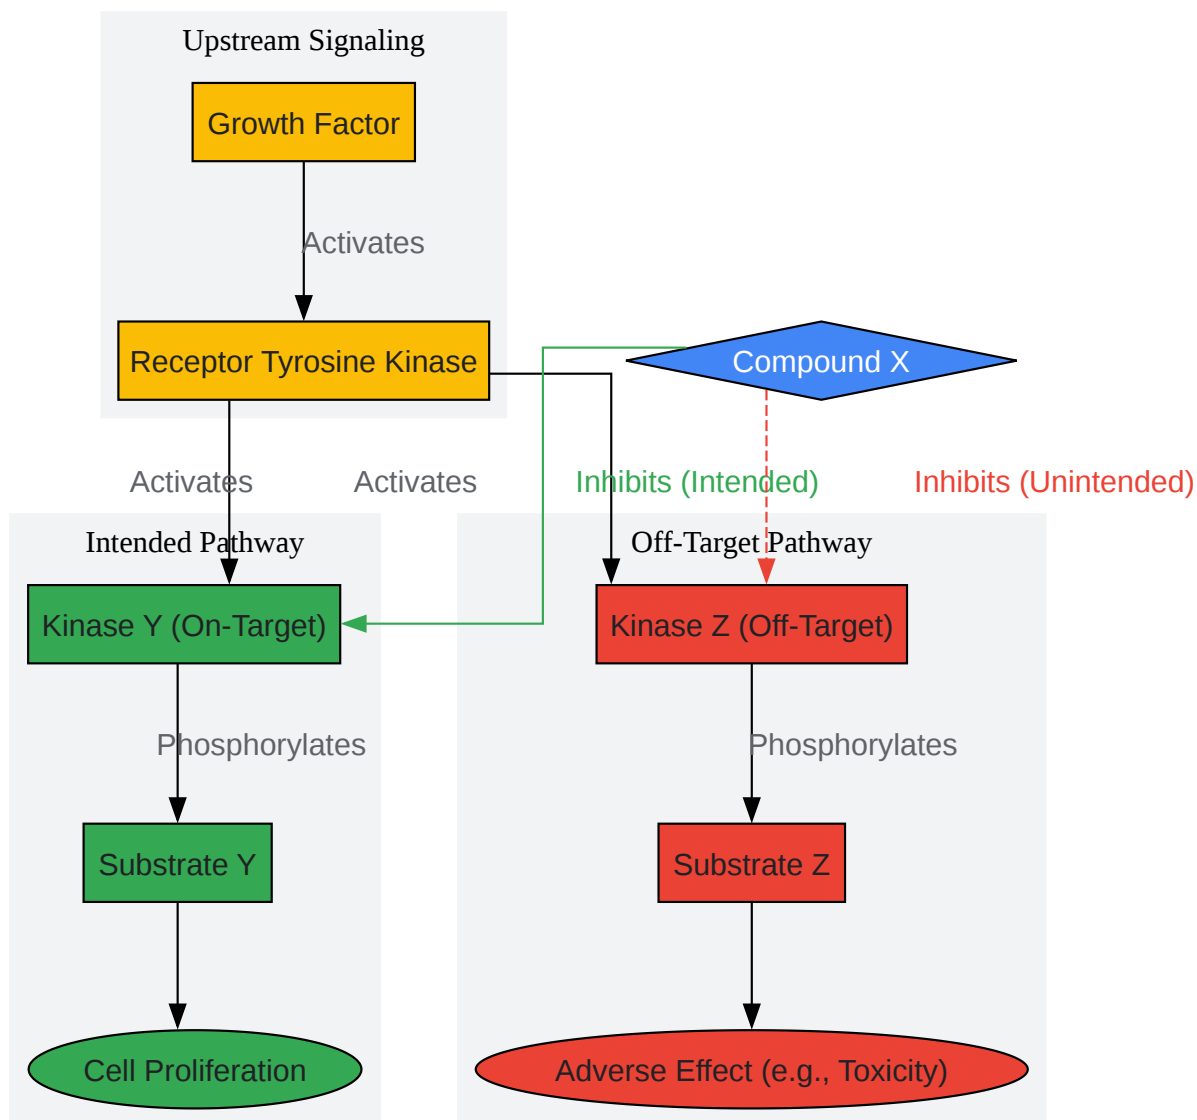 Upstream Signaling
Growth Factor
Activates
Receptor Tyrosine Kinase
Compound X
Activates
Activates
Inhibits (Intended)
Inhibits (Unintended)
Intended Pathway
Off-Target Pathway
Kinase Y (On-Target)
Kinase Z (Off-Target)
Phosphorylates
Phosphorylates
Substrate Y
Substrate Z
Cell Proliferation
Adverse Effect (e.g., Toxicity)